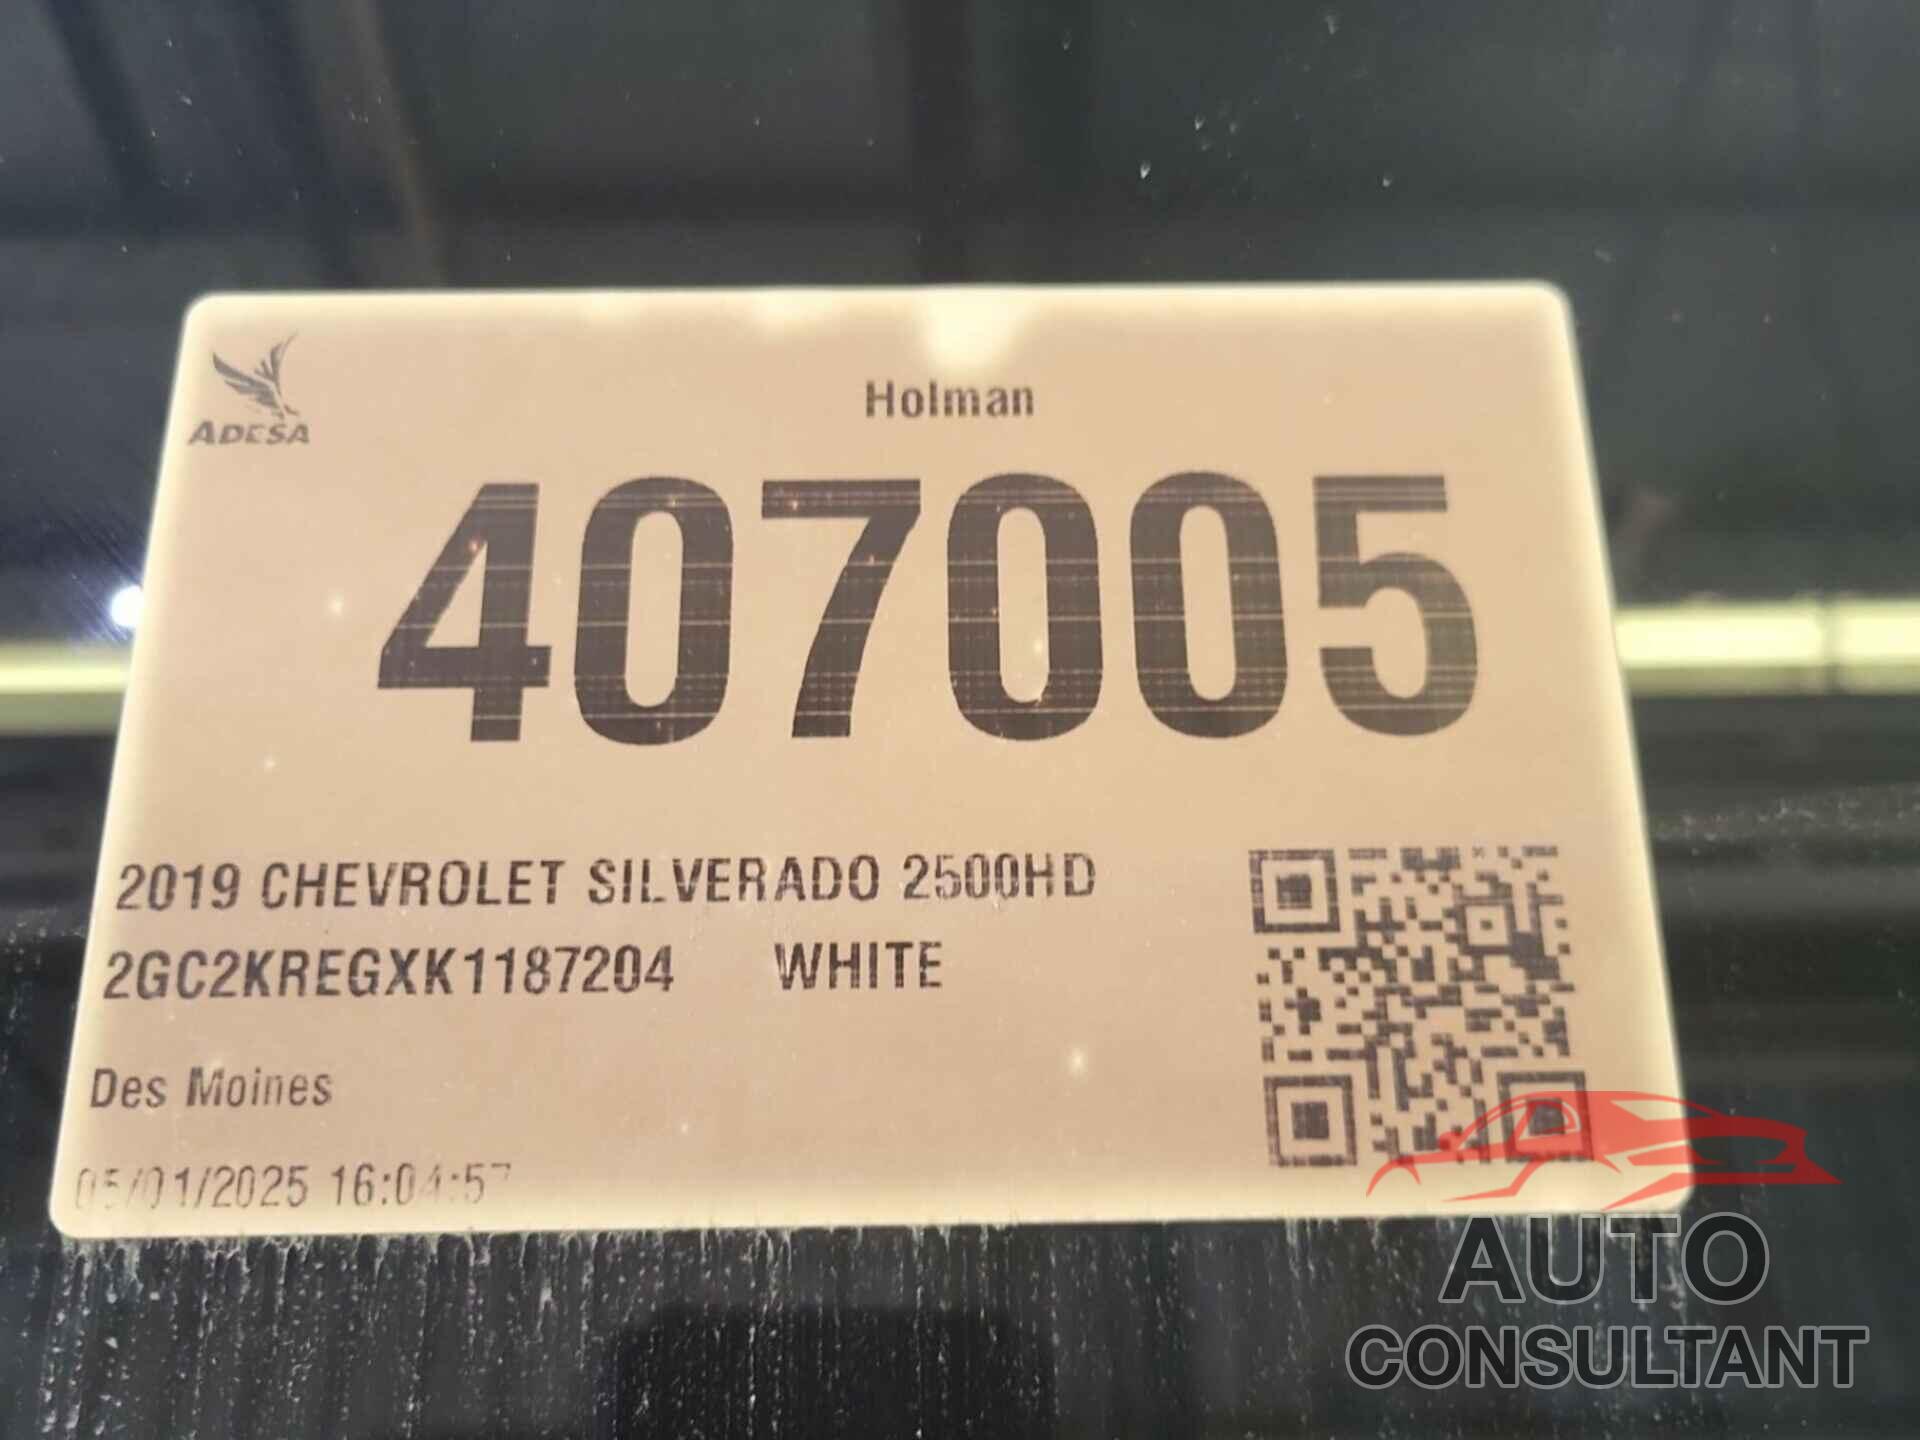 ADESA
Holman
407005
2019 CHEVROLET SILVERADO 2500HD
2GC2KREGXK1187204 WHITE
Des Moines
05/01/2025 16:04:57
AUTO
CONSULTANT